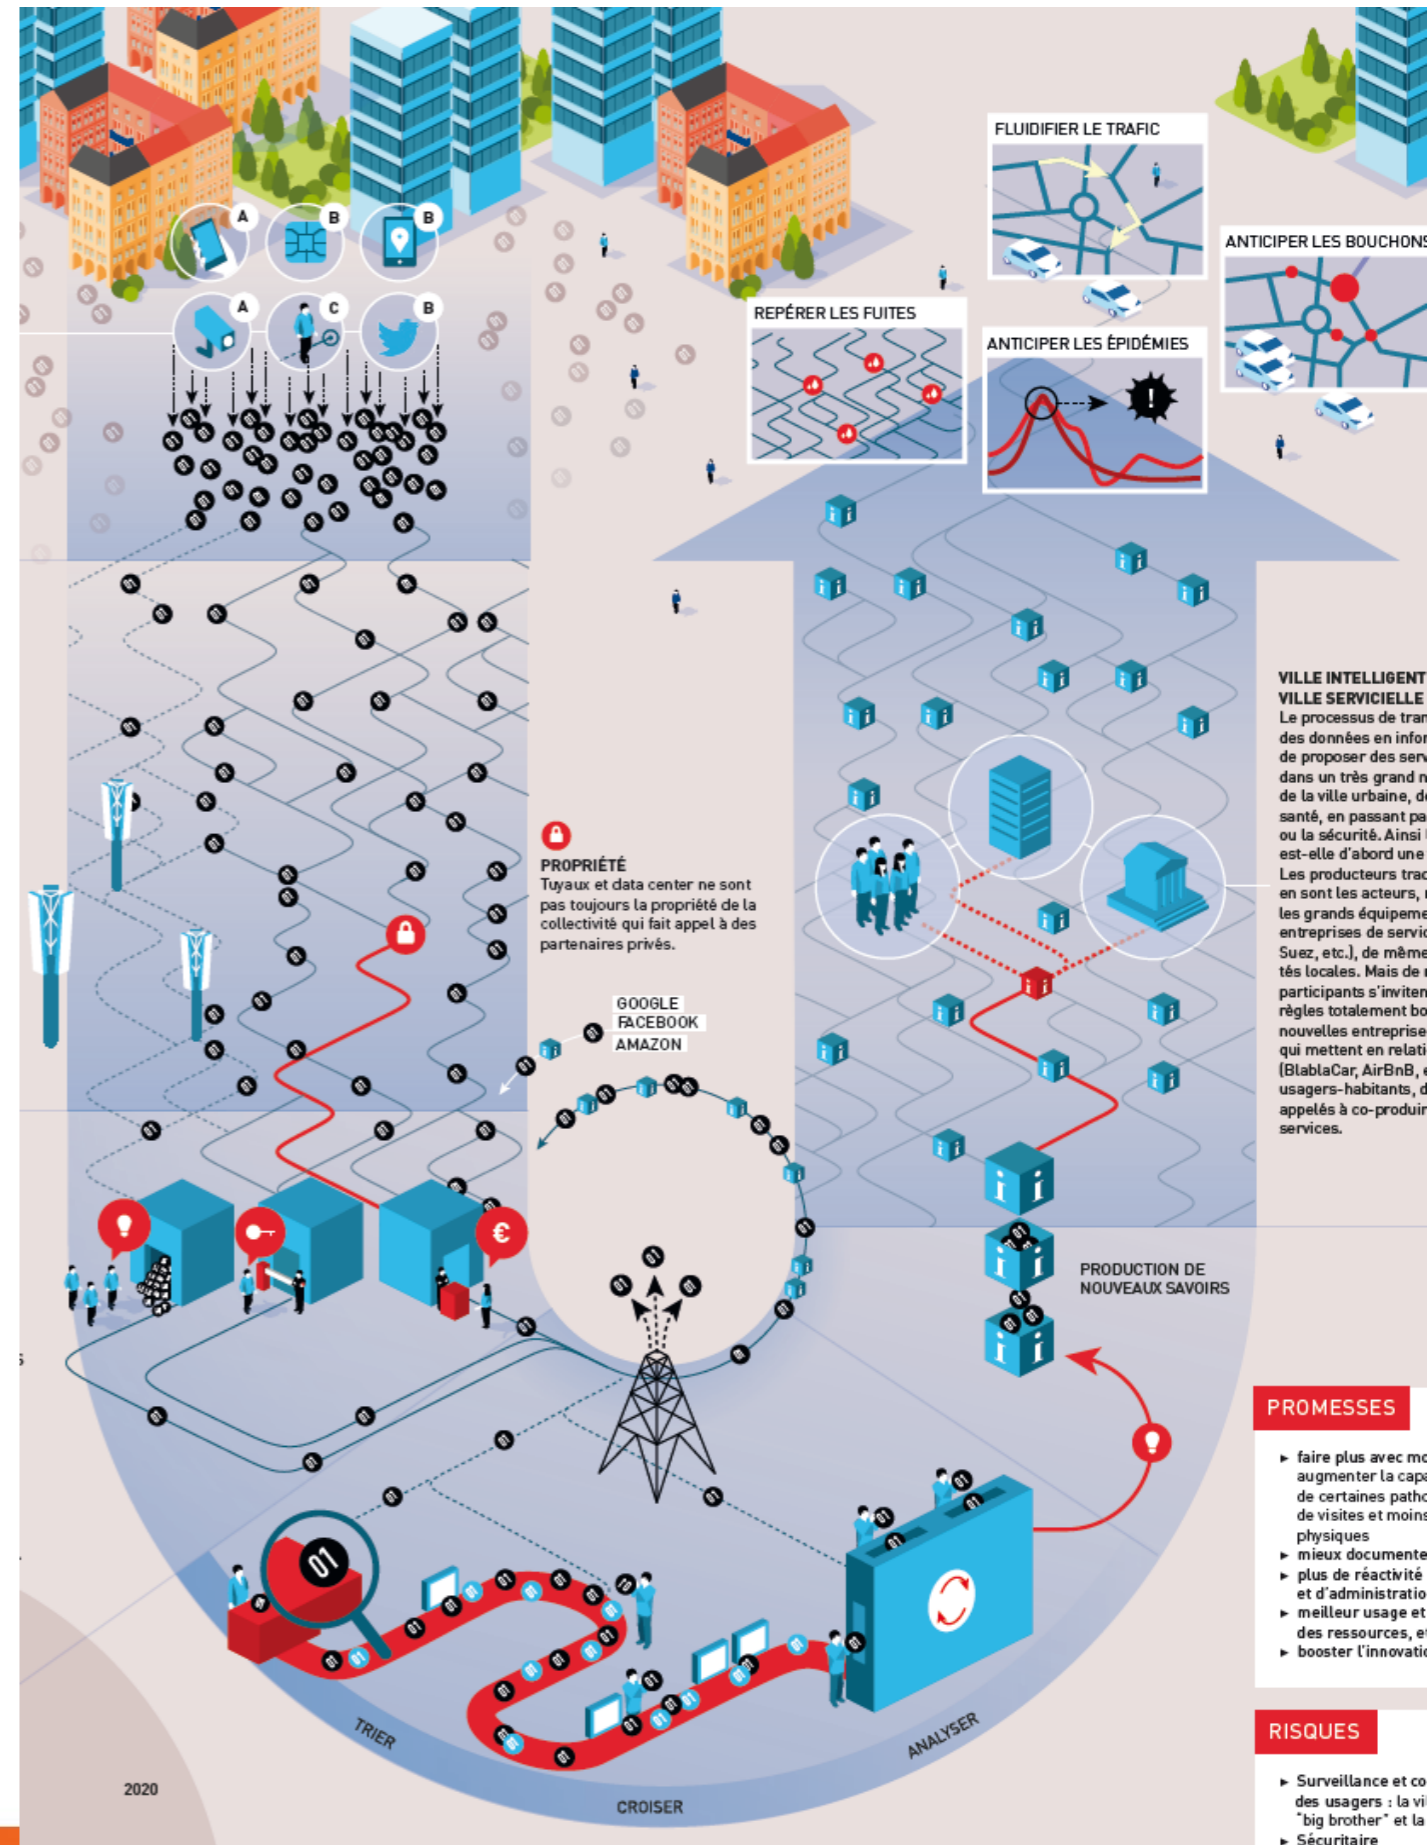 FLUIDIFIER LE TRAFIC
ANTICIPER LES BOUCHONS
REPÉRER LES FUITES
ANTICIPER LES ÉPIDÉMIES
!
A
B
B
A
C
B
PROPRIÉTÉ
Tuyaux et data center ne sont
pas toujours la propriété de la
collectivité qui fait appel à des
partenaires privés.
GOOGLE
FACEBOOK
AMAZON
VILLE INTELLIGENT
VILLE SERVICIELLE
Le processus de tran
des données en infor
de proposer des serv
dans un très grand n
de la ville urbaine, d
santé, en passant pa
ou la sécurité. Ainsi
est-elle d'abord une
Les producteurs trad
en sont les acteurs,
les grands équipeme
entreprises de servic
Suez, etc.), de même
tés locales. Mais de
participants s'inviten
règles totalement bo
nouvelles entreprise
qui mettent en relati
(BlablaCar, AirBnB,
usagers-habitants, d
appelés à co-produir
services.
€
PRODUCTION DE
NOUVEAUX SAVOIRS
01
TRIER
CROISER
ANALYSER
2020
PROMESSES
► faire plus avec mo
augmenter la capa
de certaines patho
de visites et moins
physiques
► mieux documente
► plus de réactivité
et d'administratio
► meilleur usage et
des ressources, et
► booster l'innovatio
RISQUES
► Surveillance et co
des usagers : la vil
"big brother" et la
► Sécuritaire